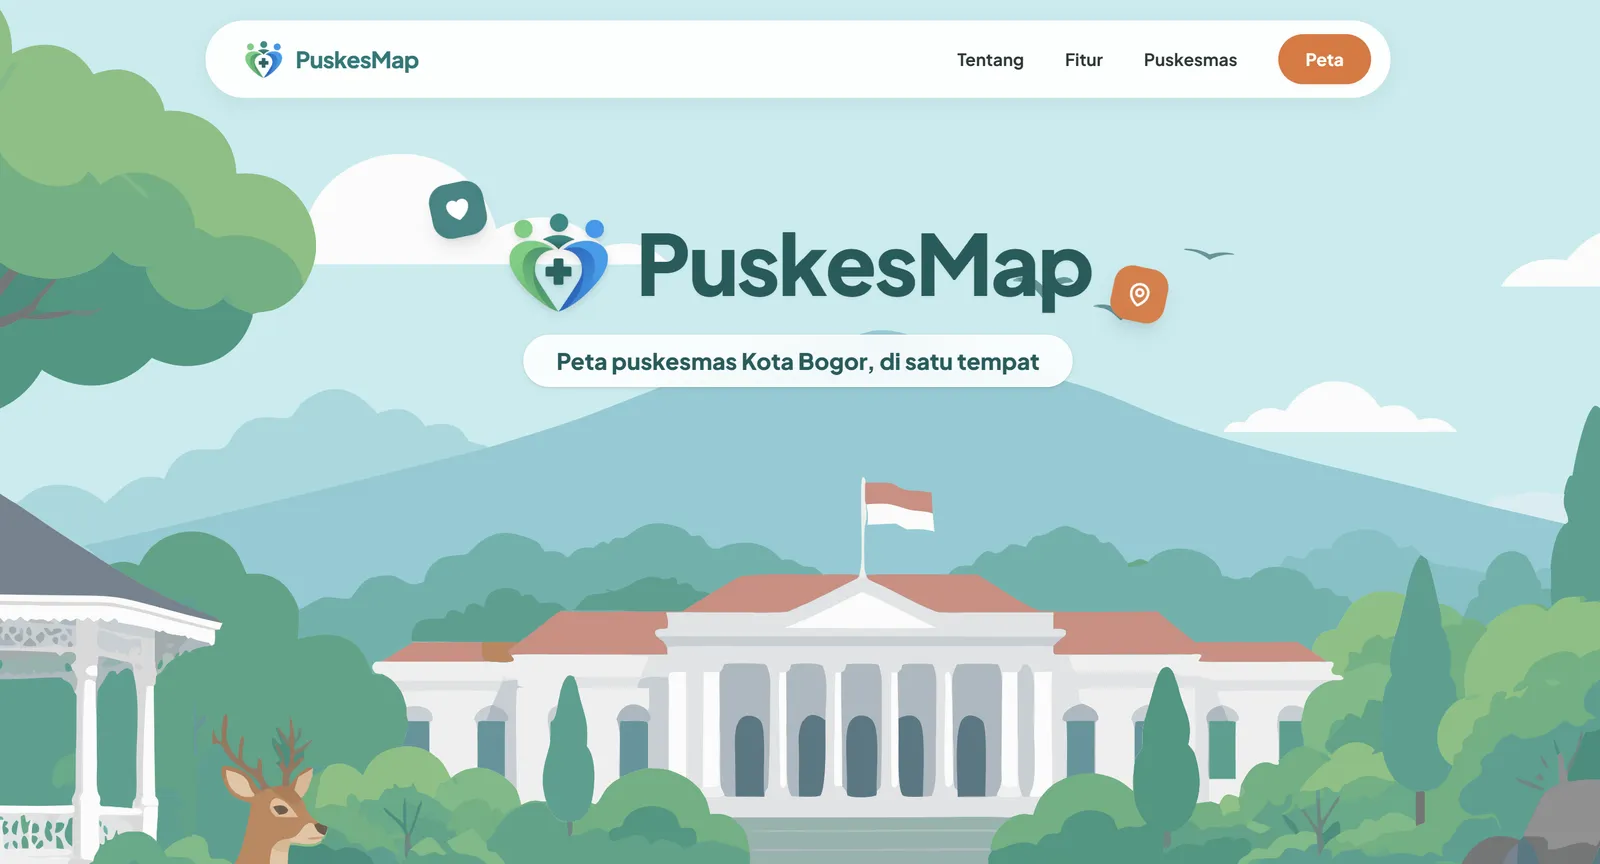 PuskesMap
Tentang
Fitur
Puskesmas
Peta
PuskesMap
Peta puskesmas Kota Bogor, di satu tempat